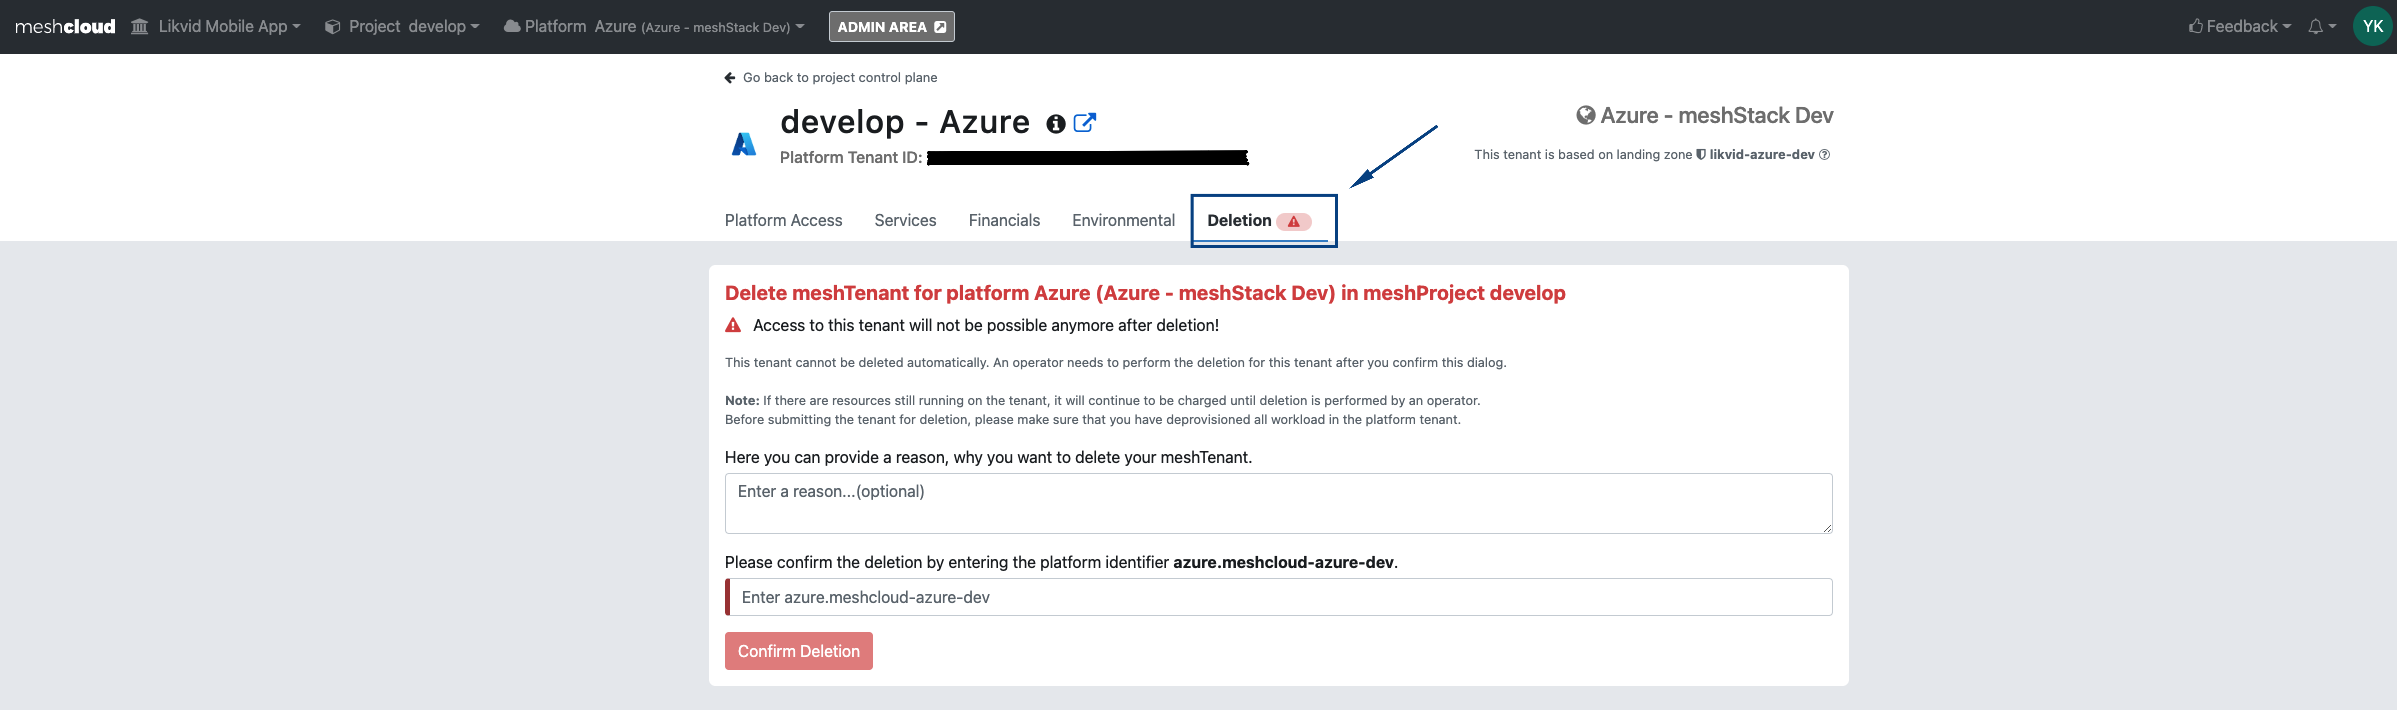 meshcloud Likvid Mobile App Project develop Platform Azure (Azure - meshStack Dev) ADMIN AREA Feedback YK
Go back to project control plane
develop - Azure
Azure - meshStack Dev
Platform Tenant ID:
This tenant is based on landing zone likvid-azure-dev
Platform Access Services Financials Environmental Deletion
Delete meshTenant for platform Azure (Azure - meshStack Dev) in meshProject develop
Access to this tenant will not be possible anymore after deletion!
This tenant cannot be deleted automatically. An operator needs to perform the deletion for this tenant after you confirm this dialog.
Note: If there are resources still running on the tenant, it will continue to be charged until deletion is performed by an operator.
Before submitting the tenant for deletion, please make sure that you have deprovisioned all workload in the platform tenant.
Here you can provide a reason, why you want to delete your meshTenant.
Enter a reason...(optional)
Please confirm the deletion by entering the platform identifier azure.meshcloud-azure-dev.
Enter azure.meshcloud-azure-dev
Confirm Deletion